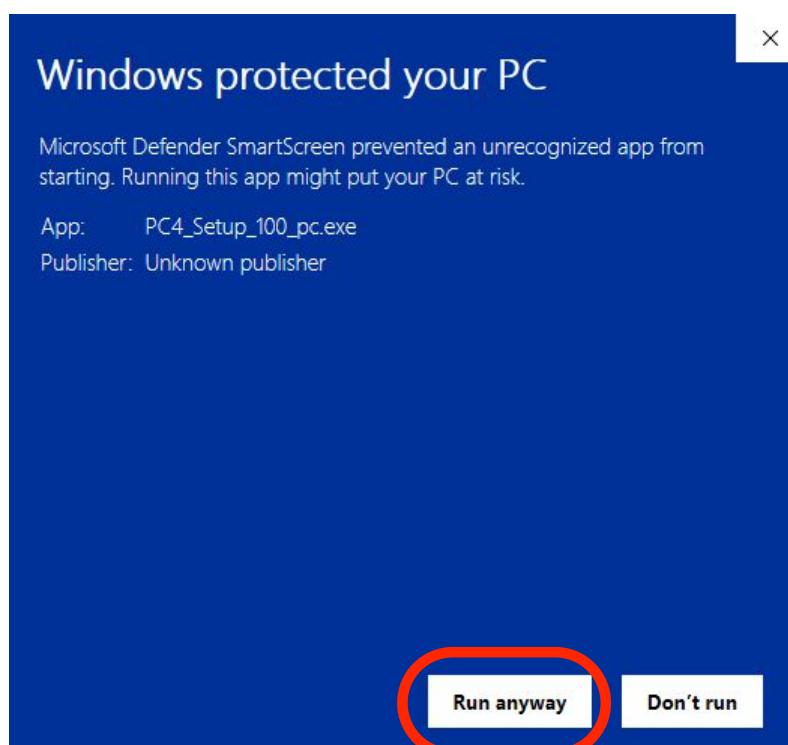 Windows protected your PC
Microsoft Defender SmartScreen prevented an unrecognized app from
starting. Running this app might put your PC at risk.
App: PC4_Setup_100_pc.exe
Publisher: Unknown publisher
Run anyway Don't run